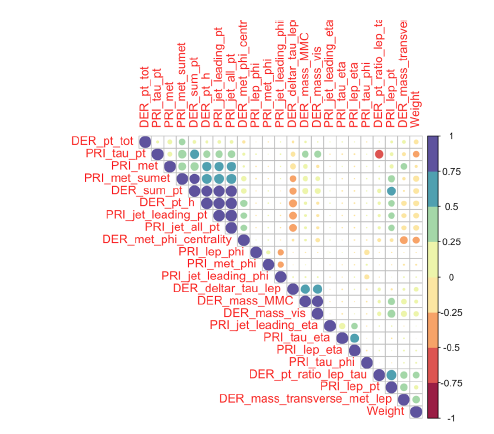 DER_pt_tot
PRI_tau_pt
PRI_met
PRI_met_sumet
DER_sum_pt
DER_pt_h
PRI_jet_leading_pt
PRI_jet_all_pt
DER_met_phi_centr
PRI_lep_phi
PRI_met_phi
PRI_jet_leading_phi
DER_deltar_tau_lep
DER_mass_MMC
DER_mass_vis
PRI_jet_leading_eta
PRI_tau_eta
PRI_lep_eta
PRI_tau_phi
DER_pt_ratio_lep_ta
PRI_lep_pt
DER_mass_transve
Weight
DER_pt_tot
PRI_tau_pt
PRI_met
PRI_met_sumet
DER_sum_pt
DER_pt_h
PRI_jet_leading_pt
PRI_jet_all_pt
DER_met_phi_centrality
PRI_lep_phi
PRI_met_phi
PRI_jet_leading_phi
DER_deltar_tau_lep
DER_mass_MMC
DER_mass_vis
PRI_jet_leading_eta
PRI_tau_eta
PRI_lep_eta
PRI_tau_phi
DER_pt_ratio_lep_tau
PRI_lep_pt
DER_mass_transverse_met_lep
Weight
1
0.75
0.5
0.25
0
-0.25
-0.5
-0.75
-1